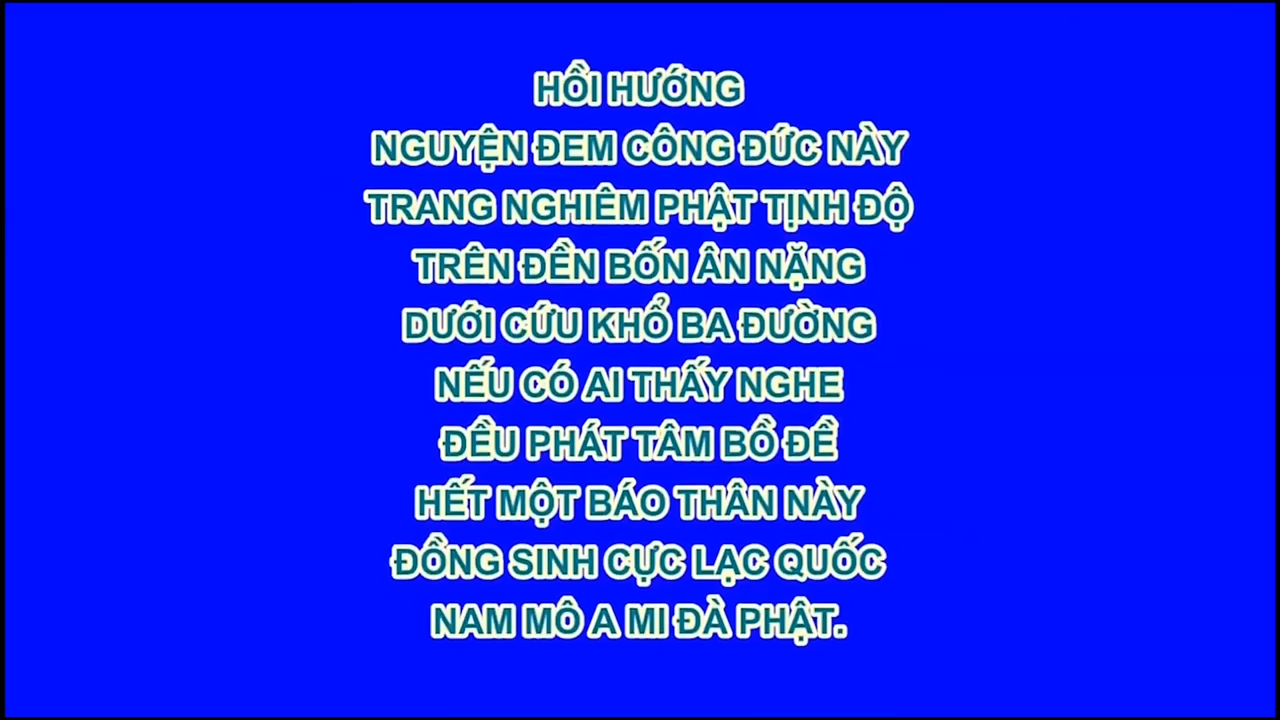 HỒI HƯỚNG
NGUYỆN ĐEM CÔNG ĐỨC NÀY
TRANG NGHIÊM PHẬT TỊNH ĐỘ
TRÊN ĐỀN BỐN ÂN NẶNG
DƯỚI CỨU KHỔ BA ĐƯỜNG
NẾU CÓ AI THẤY NGHE
ĐỀU PHÁT TÂM BỒ ĐỀ
HẾT MỘT BÁO THÂN NÀY
ĐỒNG SINH CỰC LẠC QUỐC
NAM MÔ A MI ĐÀ PHẬT.